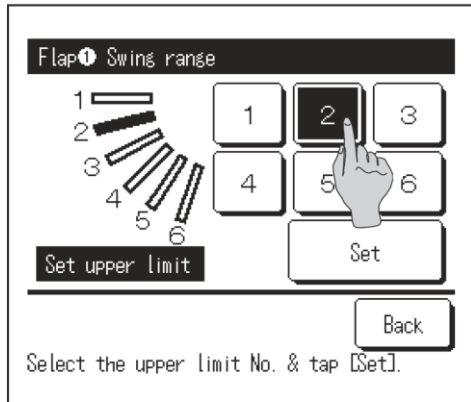 Flap❶ Swing range
1
2
3
4
5
6
1 2 3
4 5 6
Set upper limit
Set
Back
Select the upper limit No. & tap [Set].